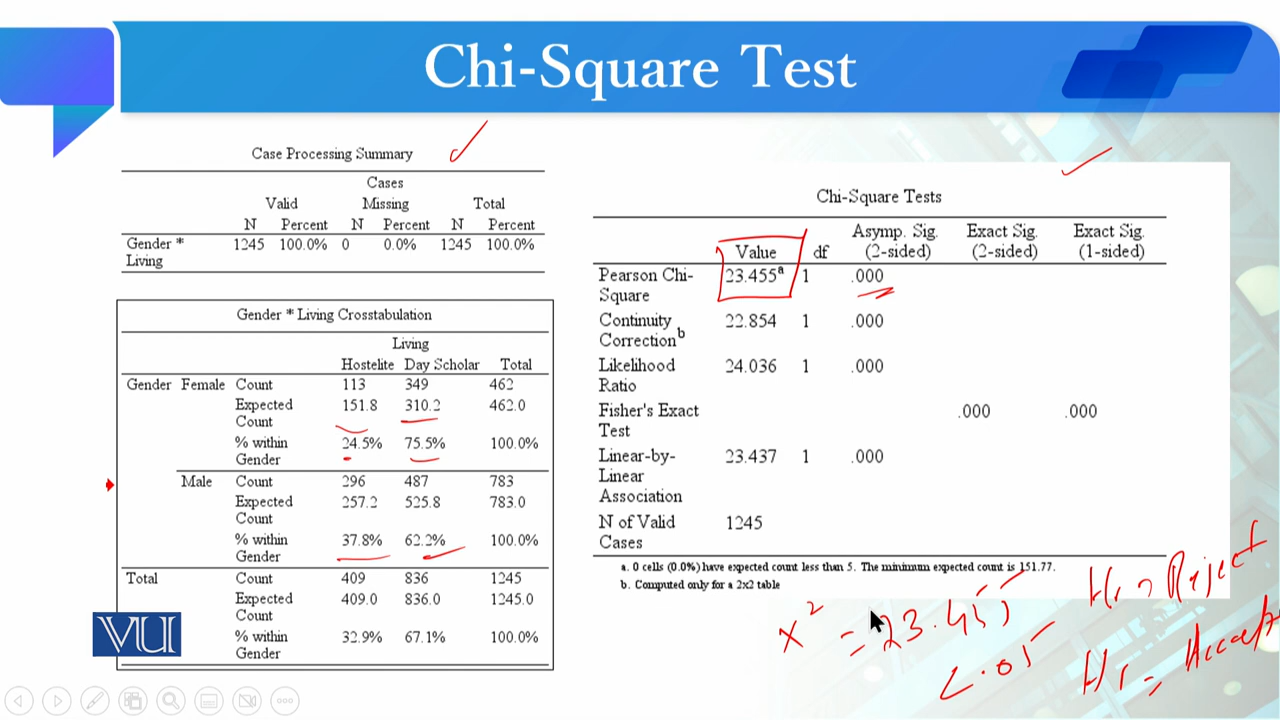 Chi-Square Test
Case Processing Summary
Cases
Valid Missing Total
N Percent N Percent N Percent
Gender * Living 1245 100.0% 0 0.0% 1245 100.0%
Gender * Living Crosstabulation
Living
Hostelite Day Scholar Total
Gender Female Count 113 349 462
Expected Count 151.8 310.2 462.0
% within Gender 24.5% 75.5% 100.0%
Male Count 296 487 783
Expected Count 257.2 525.8 783.0
% within Gender 37.8% 62.2% 100.0%
Total Count 409 836 1245
Expected Count 409.0 836.0 1245.0
% within Gender 32.9% 67.1% 100.0%
VU
Chi-Square Tests
Value df Asymp. Sig. (2-sided) Exact Sig. (2-sided) Exact Sig. (1-sided)
Pearson Chi-Square 23.455a 1 .000
Continuity Correctionb 22.854 1 .000
Likelihood Ratio 24.036 1 .000
Fisher's Exact Test .000 .000
Linear-by-Linear Association 23.437 1 .000
N of Valid Cases 1245
a. 0 cells (0.0%) have expected count less than 5. The minimum expected count is 151.77.
b. Computed only for a 2x2 table
x² = 23.455
<.05
Reject
Accept